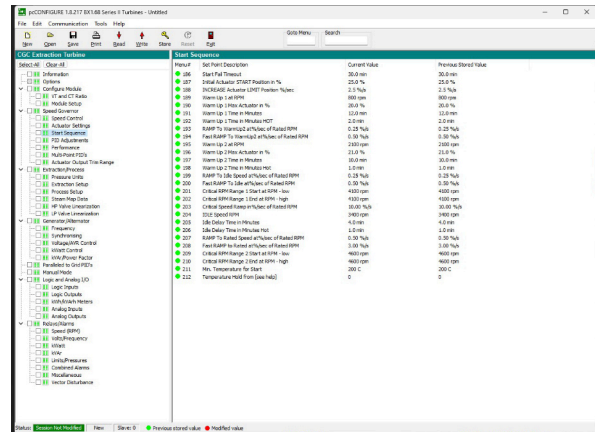 pcCONFIGURE 1.8.217 BX3.68 Series II Turbines - Untitled
File Edit Communication Tools Help
New Open Save Print Read Write Store Reset Exit
Goto Menu Search
CGC Extraction Turbine
Select-All Clear-All
Information
Options
Configure Module
VT and CT Ratio
Module Setup
Speed Governor
Speed Control
Actuator Settings
Start Sequence
PID Adjustments
Performance
Multi-Point PID's
Actuator Output Trim Range
Extraction/Process
Pressure Units
Extraction Setup
Process Setup
Steam Map Data
HP Valve Linearization
LP Valve Linearization
Generator/Alternator
Frequency
Synchronising
Voltage/AVR Control
kWatt Control
kVAr/Power Factor
Paralleled to Grid PID's
Manual Mode
Logic and Analog I/O
Logic Inputs
Logic Outputs
kWh/kVArh Meters
Analog Inputs
Analog Outputs
Relays/Alarms
Speed (RPM)
Volts/Frequency
kWatt
kVAr
Limits/Pressures
Combined Alarms
Miscellaneous
Vector Disturbance
Start Sequence
Menu# Set Point Description Current Value Previous Stored Value
186 Start Fail Timeout 30.0 min 30.0 min
187 Initial Actuator START Position in % 25.0 % 25.0 %
188 INCREASE Actuator LIMIT Position %/sec 2.5 %/s 2.5 %/s
189 Warm Up 1 at RPM 800 rpm 800 rpm
190 Warm Up 1 Max Actuator in % 20.0 % 20.0 %
191 Warm Up 1 Time in Minutes 12.0 min 12.0 min
192 Warm Up 1 Time in Minutes HOT 2.0 min 2.0 min
193 RAMP To WarmUp2 at%/sec of Rated RPM 0.25 %/s 0.25 %/s
194 Fast RAMP To WarmUp2 at%/sec of Rated RPM 0.50 %/s 0.50 %/s
195 Warm Up 2 at RPM 2100 rpm 2100 rpm
196 Warm Up 2 Max Actuator in % 21.0 % 21.0 %
197 Warm Up 2 Time in Minutes 10.0 min 10.0 min
198 Warm Up 2 Time in Minutes Hot 1.0 min 1.0 min
199 RAMP To Idle Speed at%/sec of Rated RPM 0.25 %/s 0.25 %/s
200 Fast RAMP To Idle at%/sec of Rated RPM 0.50 %/s 0.50 %/s
201 Critical RPM Range 1 Start at RPM - low 900 rpm 900 rpm
202 Critical RPM Range 1 End at RPM - high 900 rpm 900 rpm
203 Critical Speed Ramp in %/sec of Rated RPM 10.00 %/s 10.00 %/s
204 IDLE Speed RPM 3400 rpm 3400 rpm
205 Idle Delay Time in Minutes 4.0 min 4.0 min
206 Idle Delay Time in Minutes Hot 1.0 min 1.0 min
207 RAMP To Rated Speed at%/sec of Rated RPM 0.50 %/s 0.50 %/s
208 Fast RAMP to Rated at%/sec of Rated RPM 3.00 %/s 3.00 %/s
209 Critical RPM Range 2 Start at RPM - low 4600 rpm 4600 rpm
210 Critical RPM Range 2 End at RPM - high 4600 rpm 4600 rpm
211 Min. Temperature for Start 200 C 200 C
212 Temperature Hold from [see help] 0 0
Status: Session Not Modified New Slave: 0 Previous stored value Modified value